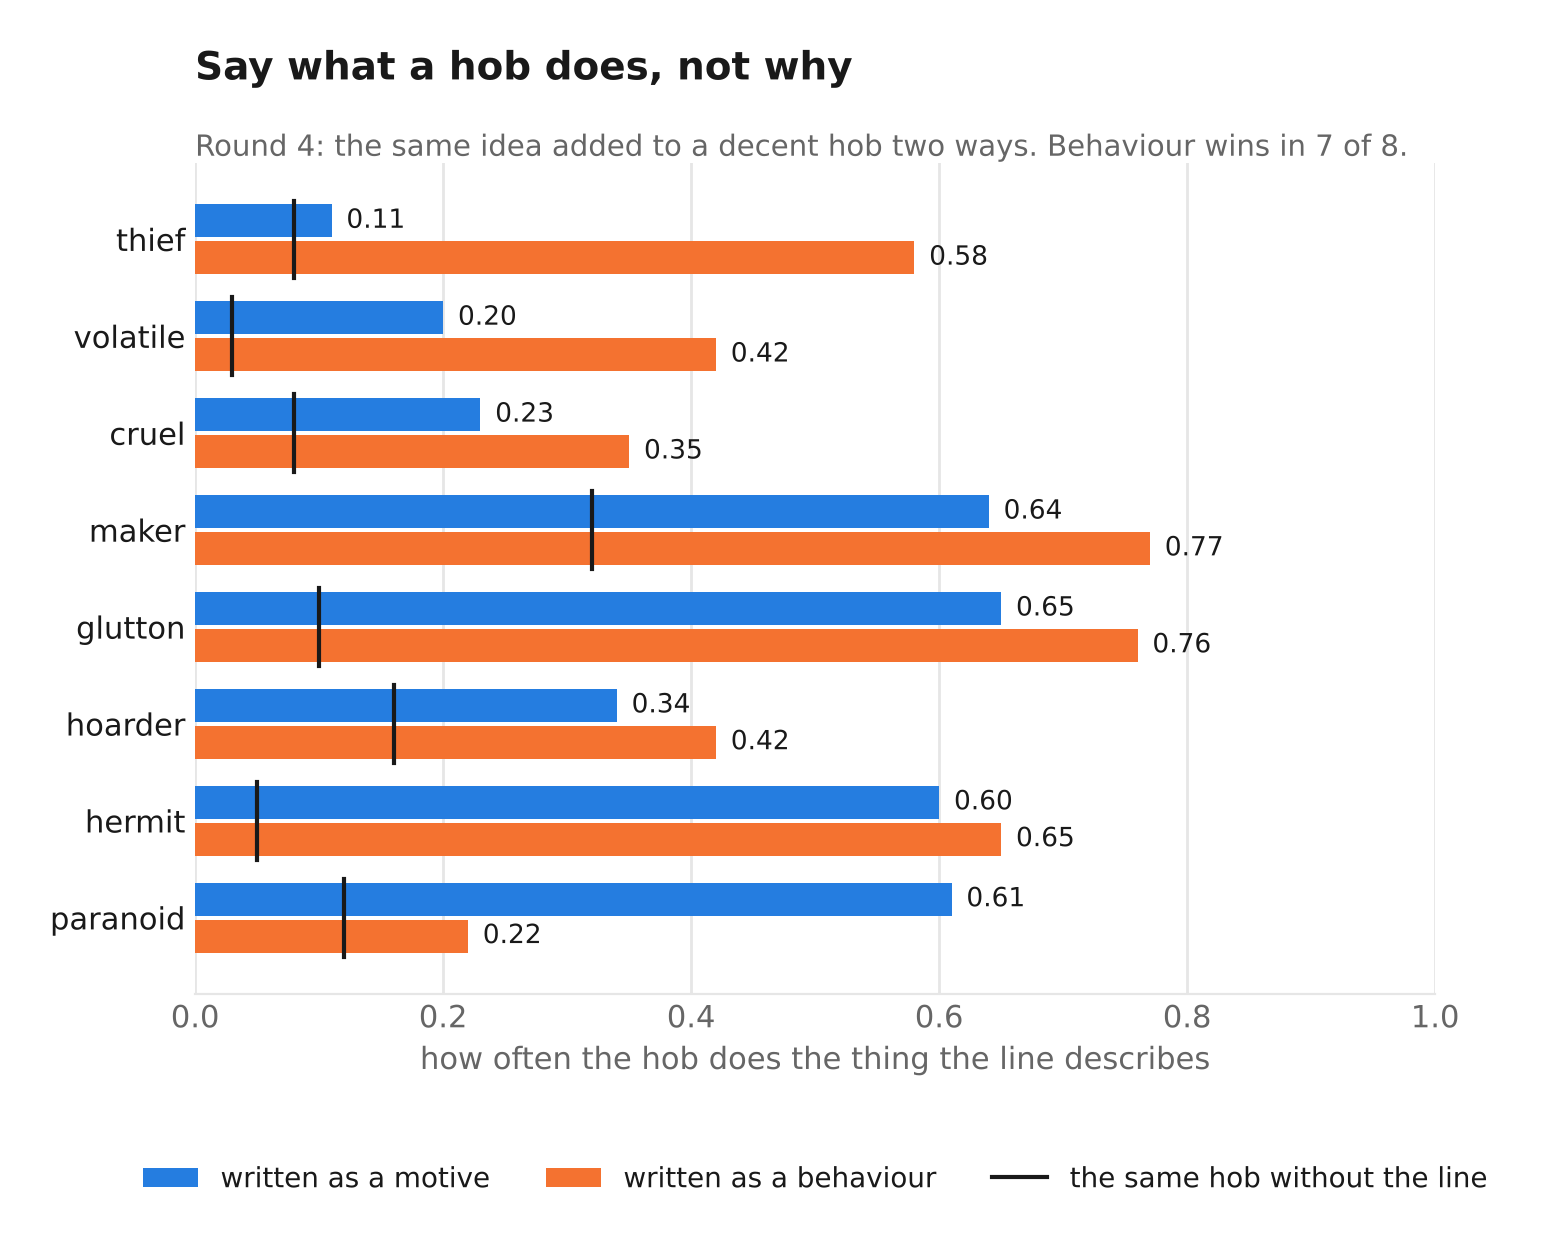 Say what a hob does, not why
Round 4: the same idea added to a decent hob two ways. Behaviour wins in 7 of 8.
thief
0.11
0.58
volatile
0.20
0.42
cruel
0.23
0.35
maker
0.64
0.77
glutton
0.65
0.76
hoarder
0.34
0.42
hermit
0.60
0.65
paranoid
0.61
0.22
0.0 0.2 0.4 0.6 0.8 1.0
how often the hob does the thing the line describes
written as a motive written as a behaviour the same hob without the line